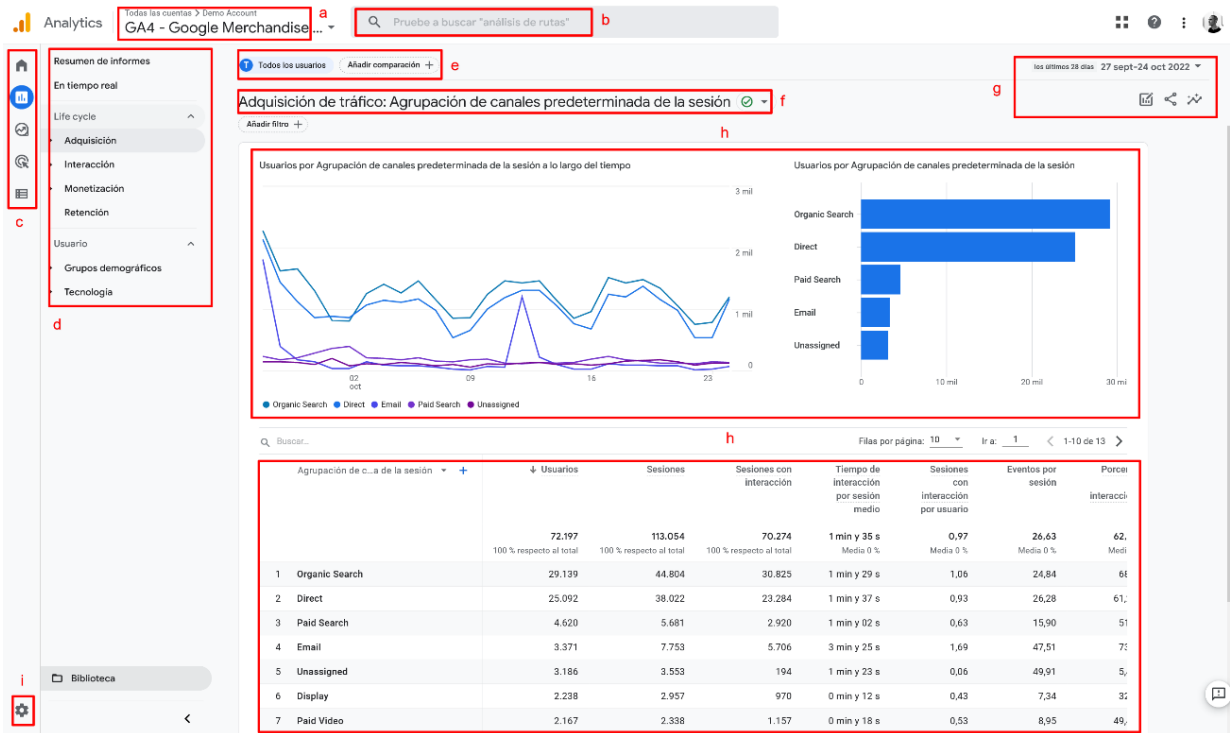 Analytics
Todas las cuentas > Demo Account
GA4 - Google Merchandise ...
a
Pruebe a buscar "análisis de rutas"
b
Resumen de informes
En tiempo real
Life cycle
Adquisición
Interacción
Monetización
Retención
Usuario
Grupos demográficos
Tecnología
c
d
T Todos los usuarios
Añadir comparación +
e
los últimos 28 días 27 sept-24 oct 2022
g
Adquisición de tráfico: Agrupación de canales predeterminada de la sesión
f
Añadir filtro +
h
Usuarios por Agrupación de canales predeterminada de la sesión a lo largo del tiempo
3 mil
2 mil
1 mil
0
02 oct
09
16
23
Organic Search Direct Email Paid Search Unassigned
Usuarios por Agrupación de canales predeterminada de la sesión
Organic Search
Direct
Paid Search
Email
Unassigned
0 10 mil 20 mil 30 mi
h
Buscar...
Filas por página: 10 Ir a: 1 < 1-10 de 13 >
Agrupación de c...a de la sesión + ↓ Usuarios Sesiones Sesiones con interacción Tiempo de interacción por sesión medio Sesiones con interacción por usuario Eventos por sesión Porcer interacció
72.197 113.054 70.274 1 min y 35 s 0,97 26,63 62,
100 % respecto al total 100 % respecto al total 100 % respecto al total Media 0 % Media 0 % Media 0 % Medi
1 Organic Search 29.139 44.804 30.825 1 min y 29 s 1,06 24,84 68
2 Direct 25.092 38.022 23.284 1 min y 37 s 0,93 26,28 61,
3 Paid Search 4.620 5.681 2.920 1 min y 02 s 0,63 15,90 51
4 Email 3.371 7.753 5.706 3 min y 25 s 1,69 47,51 73
5 Unassigned 3.186 3.553 194 1 min y 23 s 0,06 49,91 5,
6 Display 2.238 2.957 970 0 min y 12 s 0,43 7,34 32
7 Paid Video 2.167 2.338 1.157 0 min y 18 s 0,53 8,95 49,
Biblioteca
i